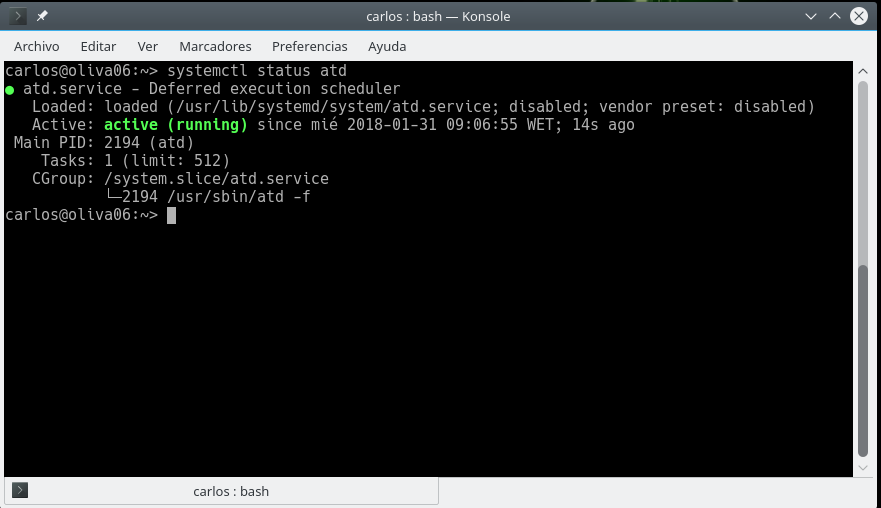 carlos : bash — Konsole
Archivo Editar Ver Marcadores Preferencias Ayuda
carlos@oliva06:~> systemctl status atd
● atd.service - Deferred execution scheduler
   Loaded: loaded (/usr/lib/systemd/system/atd.service; disabled; vendor preset: disabled)
   Active: active (running) since mié 2018-01-31 09:06:55 WET; 14s ago
 Main PID: 2194 (atd)
    Tasks: 1 (limit: 512)
   CGroup: /system.slice/atd.service
           └─2194 /usr/sbin/atd -f
carlos@oliva06:~>
carlos : bash